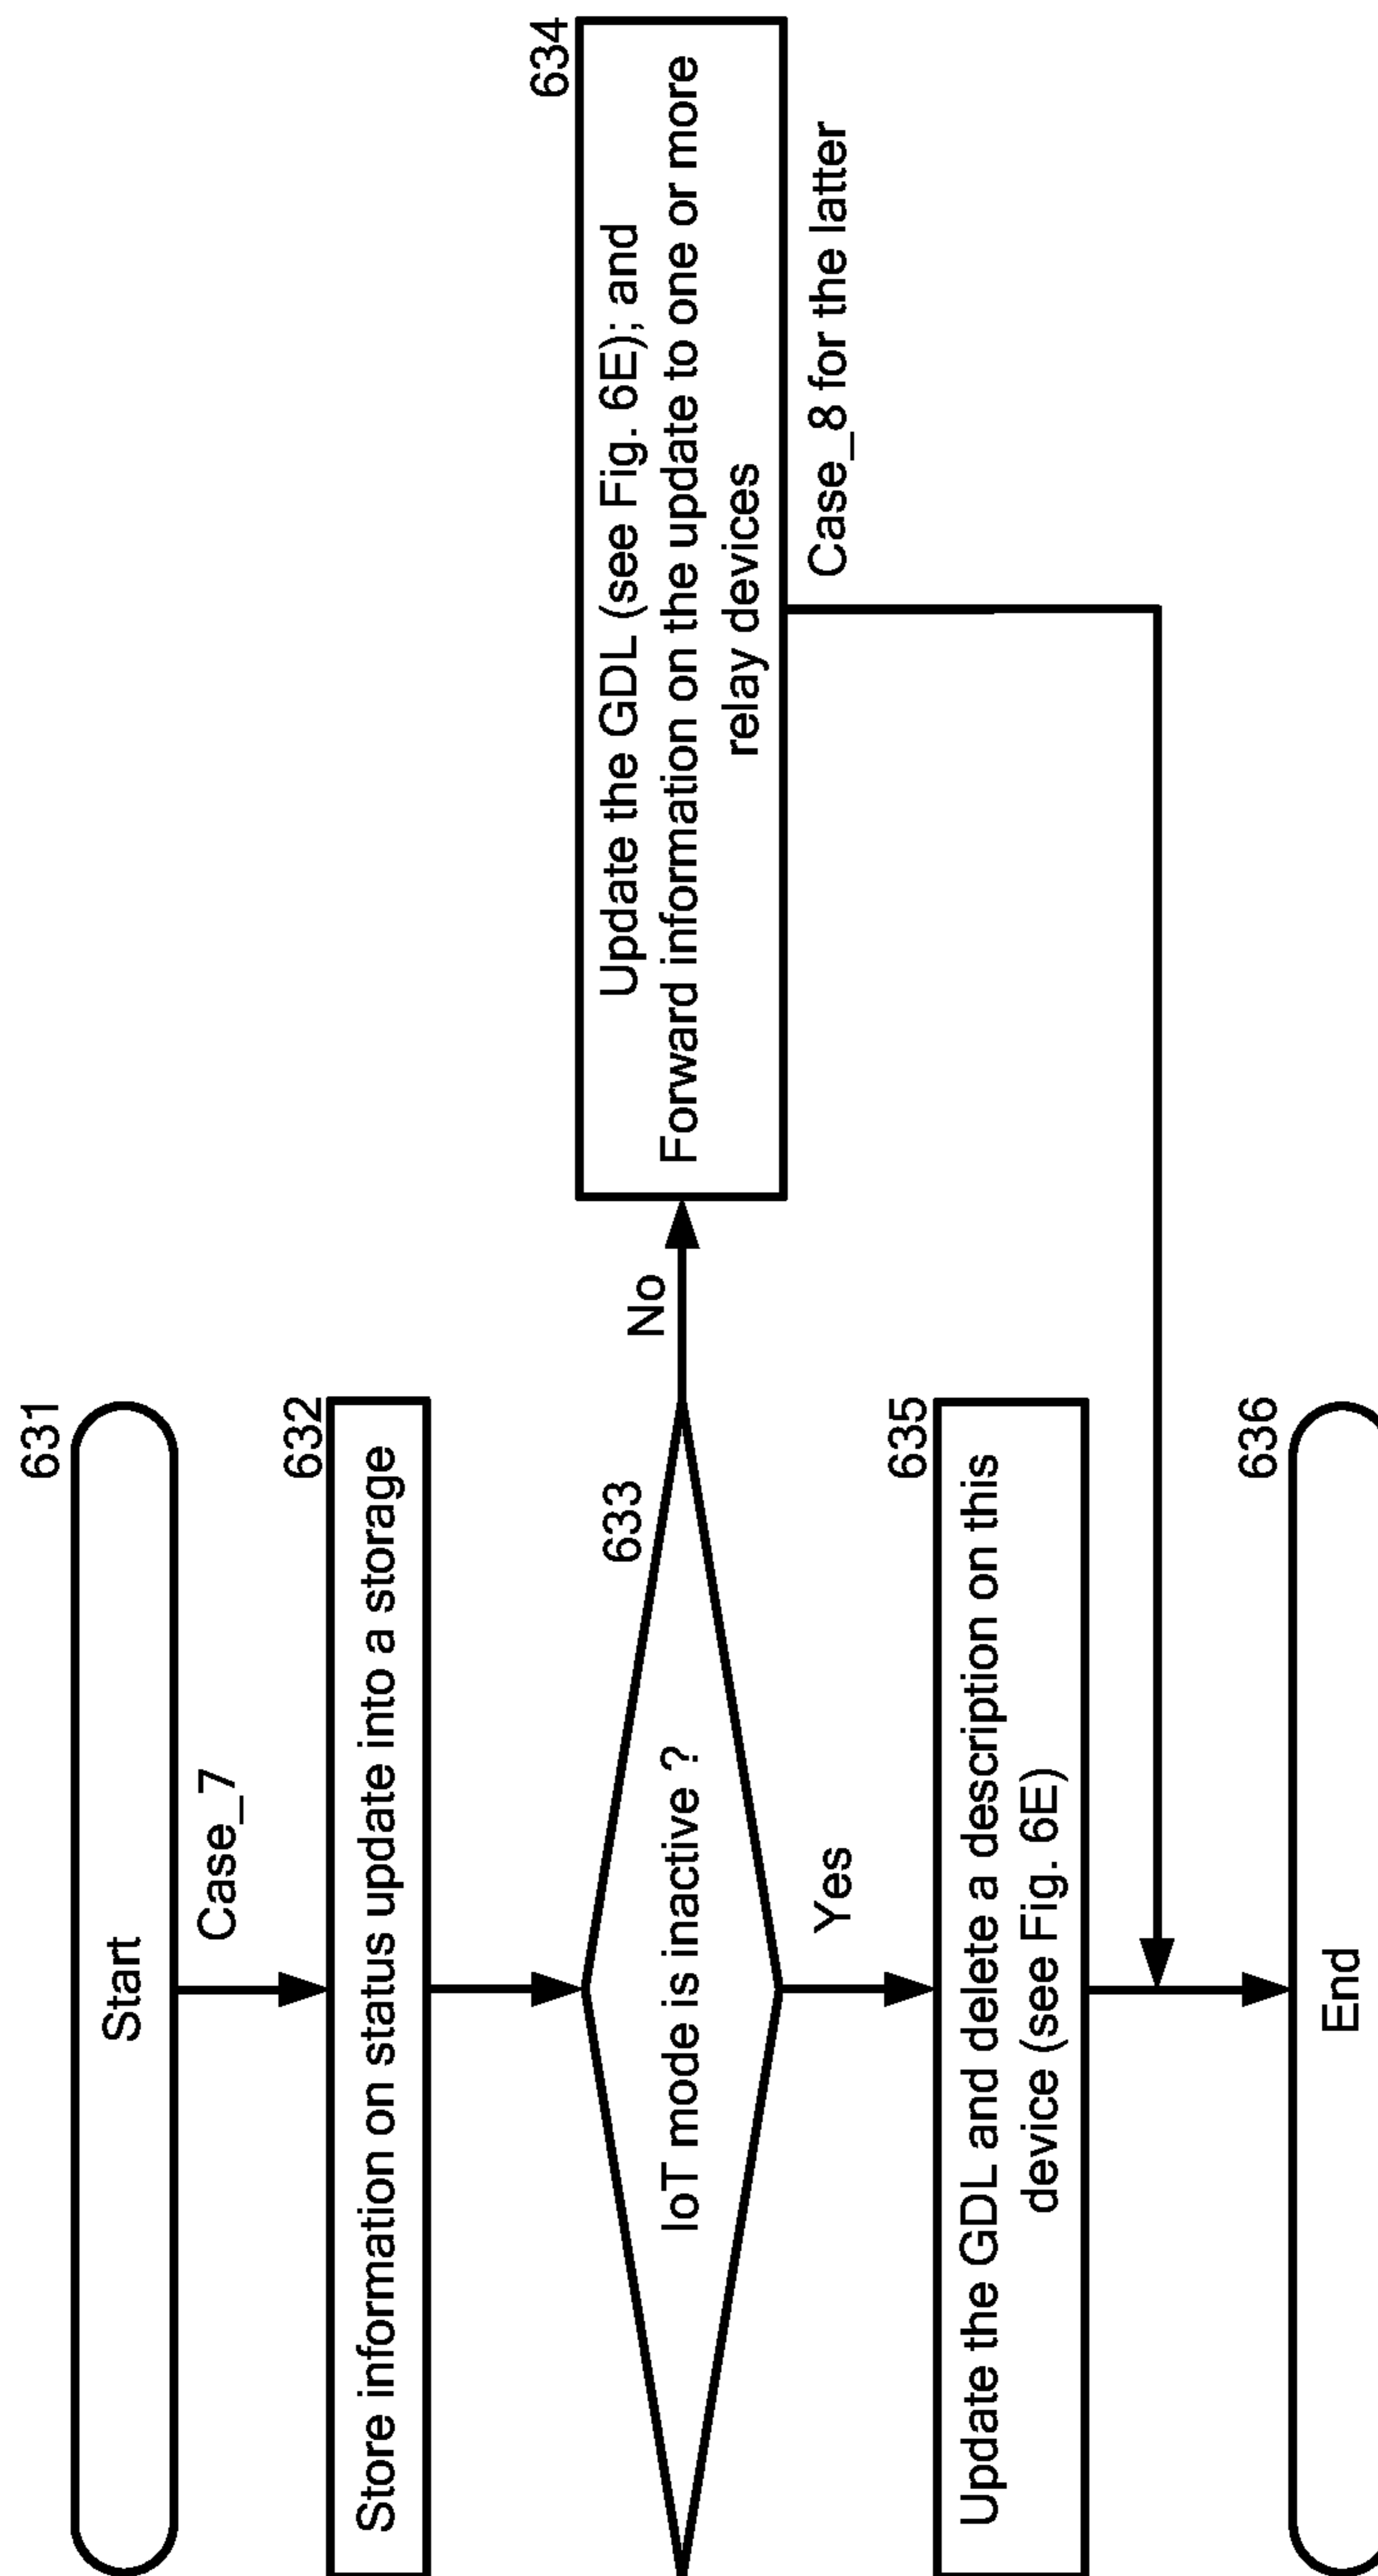 631
Start
Case_7
632
Store information on status update into a storage
633
IoT mode is inactive ?
No
634
Update the GDL (see Fig. 6E); and
Forward information on the update to one or more
relay devices
Case_8 for the latter
Yes
635
Update the GDL and delete a description on this
device (see Fig. 6E)
636
End